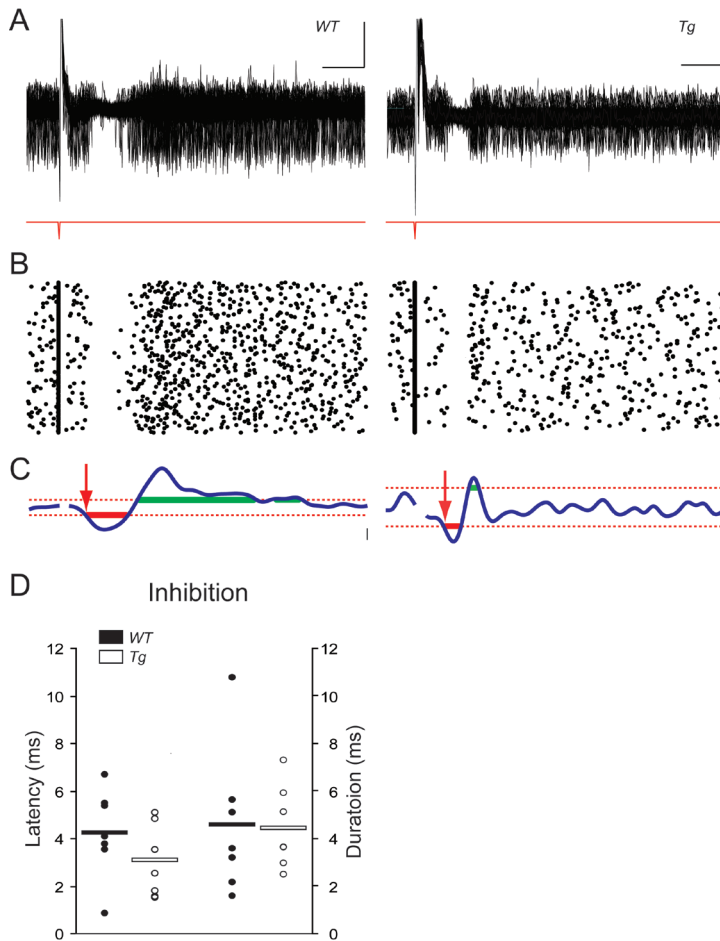 A
WT
Tg
B
C
D
Inhibition
WT
Tg
12
10
8
6
4
2
0
Latency (ms)
12
10
8
6
4
2
0
Duratoion (ms)